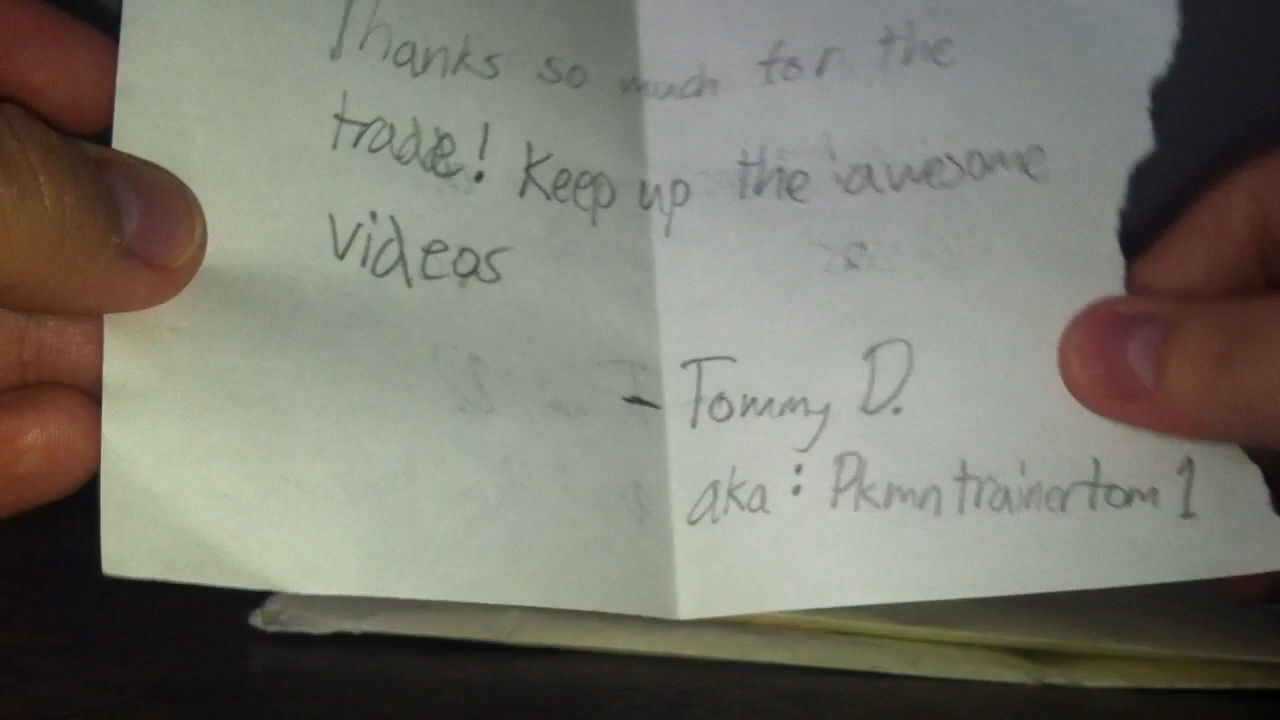 Thanks so much for the
trade! Keep up the awesome
videos
- Tommy D.
aka: Pkmntrainertom1